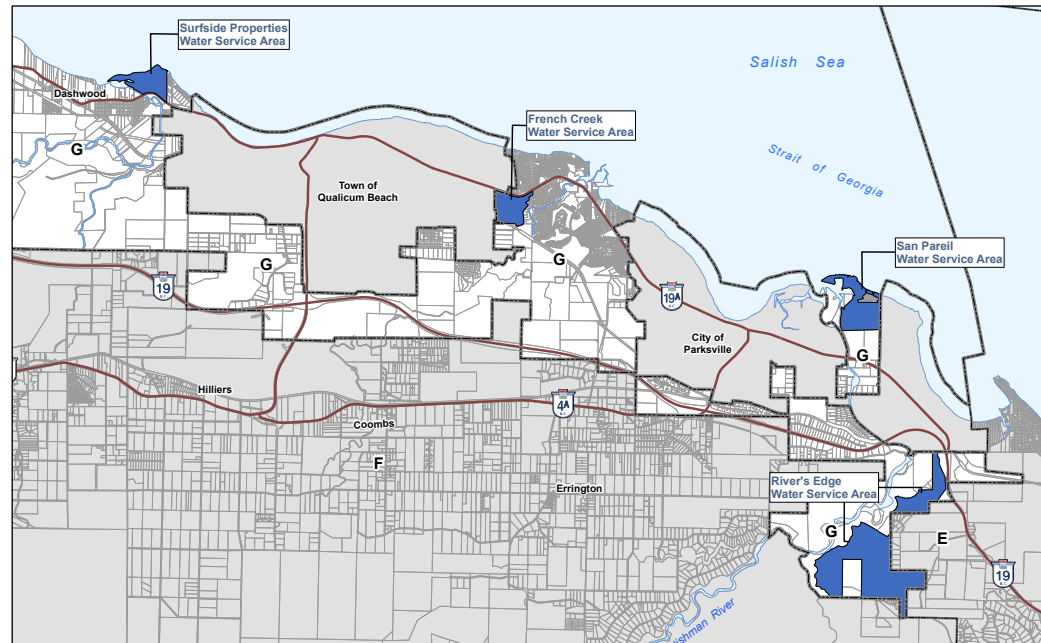 Surfside Properties
Water Service Area
Salish Sea
Dashwood
French Creek
Water Service Area
G
Strait of Georgia
Town of
Qualicum Beach
San Pareil
Water Service Area
G
G
19
19A
City of
Parksville
G
Hilliers
4A
Coombs
F
River's Edge
Water Service Area
Errington
G
E
19
lishman River